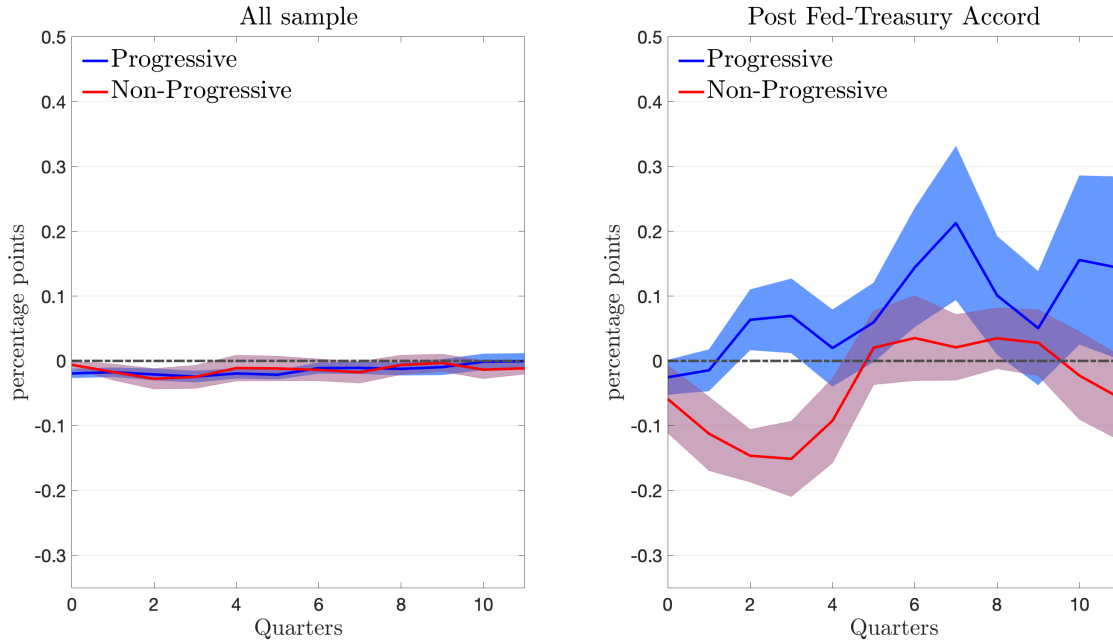 All sample
0.5
0.4
0.3
0.2
0.1
0
-0.1
-0.2
-0.3
percentage points
Progressive
Non-Progressive
0 2 4 6 8 10
Quarters
Post Fed-Treasury Accord
0.5
0.4
0.3
0.2
0.1
0
-0.1
-0.2
-0.3
percentage points
Progressive
Non-Progressive
0 2 4 6 8 10
Quarters